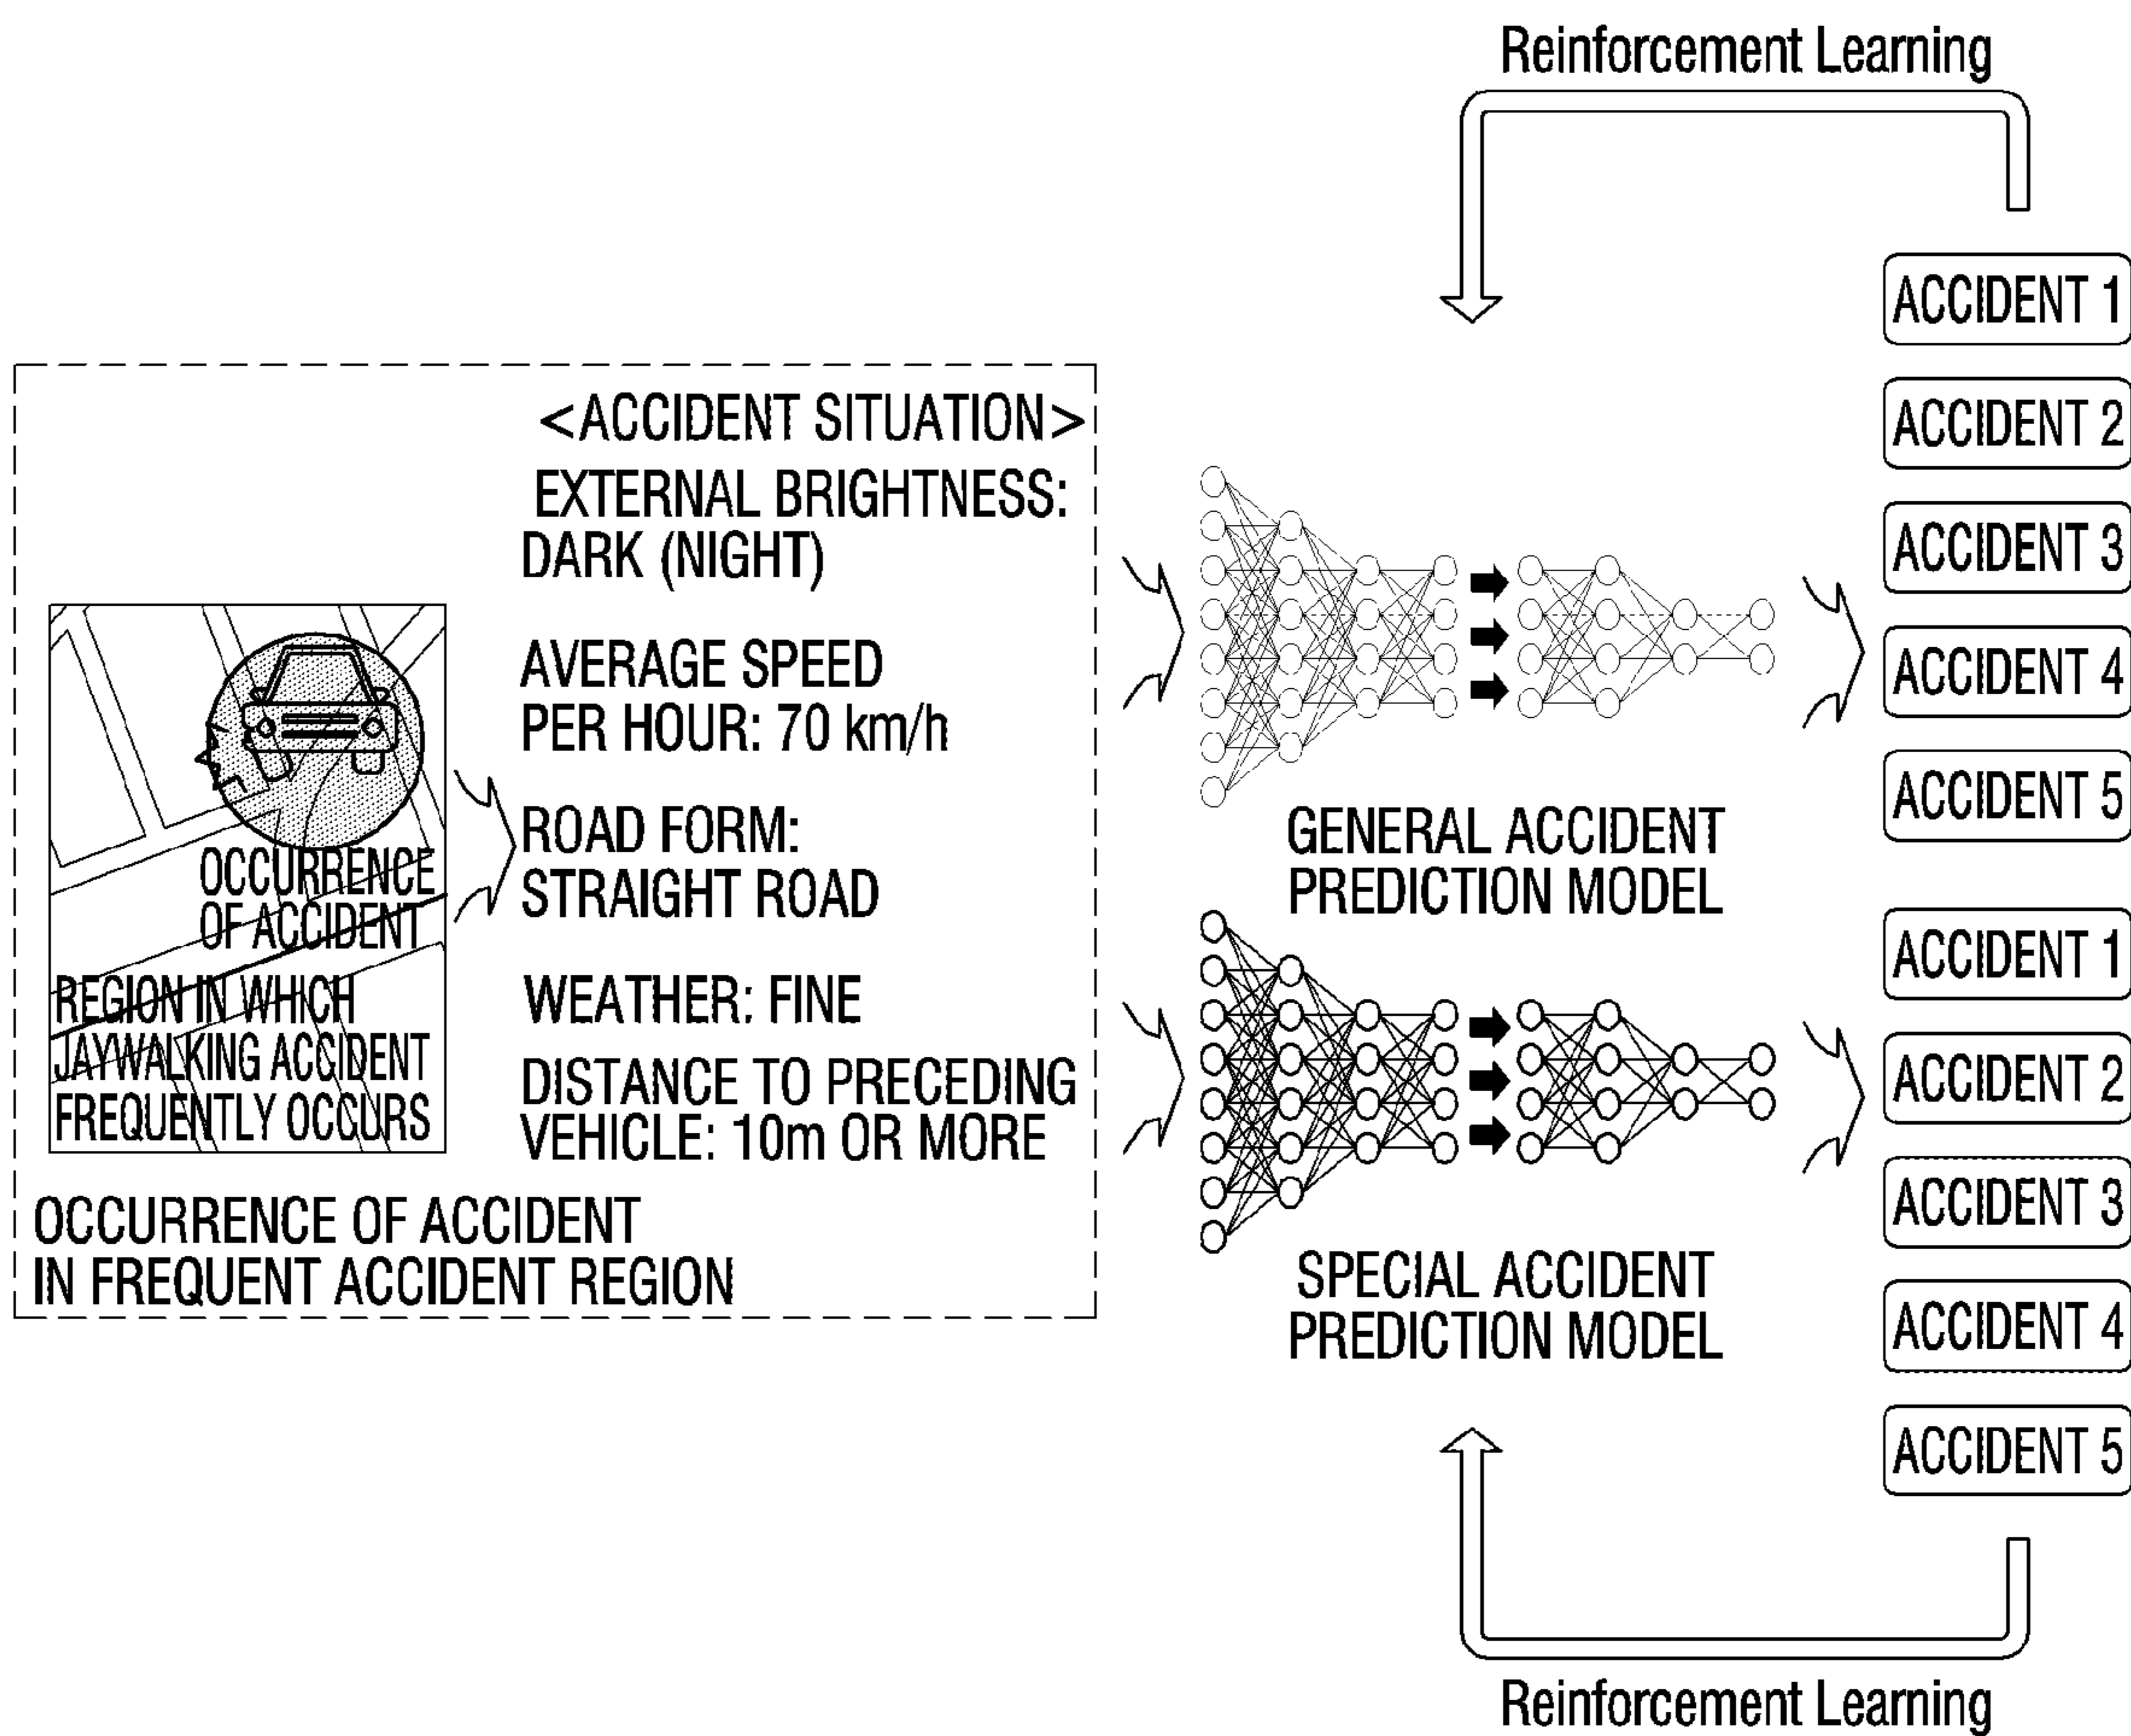 Reinforcement Learning
<ACCIDENT SITUATION>
EXTERNAL BRIGHTNESS:
DARK (NIGHT)
AVERAGE SPEED
PER HOUR: 70 km/h
ROAD FORM:
STRAIGHT ROAD
WEATHER: FINE
DISTANCE TO PRECEDING
VEHICLE: 10m OR MORE
OCCURRENCE
OF ACCIDENT
REGION IN WHICH
JAYWALKING ACCIDENT
FREQUENTLY OCCURS
OCCURRENCE OF ACCIDENT
IN FREQUENT ACCIDENT REGION
GENERAL ACCIDENT
PREDICTION MODEL
SPECIAL ACCIDENT
PREDICTION MODEL
ACCIDENT 1
ACCIDENT 2
ACCIDENT 3
ACCIDENT 4
ACCIDENT 5
ACCIDENT 1
ACCIDENT 2
ACCIDENT 3
ACCIDENT 4
ACCIDENT 5
Reinforcement Learning